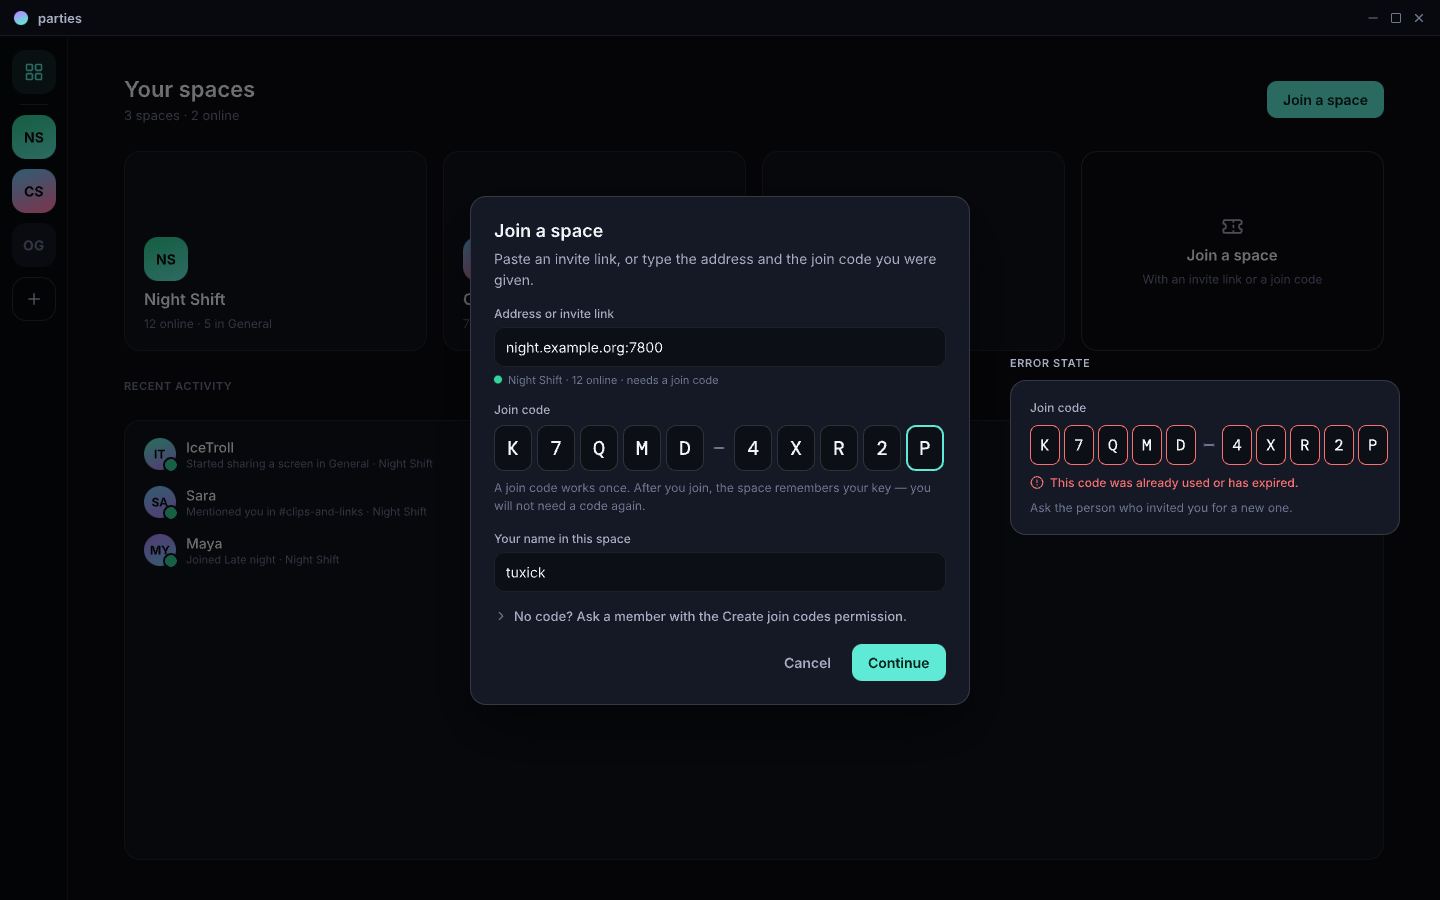 parties
Your spaces
3 spaces · 2 online
Join a space
NS
CS
OG
NS
Night Shift
12 online · 5 in General
Join a space
With an invite link or a join code
RECENT ACTIVITY
IT
IceTroll
Started sharing a screen in General · Night Shift
SA
Sara
Mentioned you in #clips-and-links · Night Shift
MY
Maya
Joined Late night · Night Shift
Join a space
Paste an invite link, or type the address and the join code you were
given.
Address or invite link
night.example.org:7800
Night Shift · 12 online · needs a join code
Join code
K 7 Q M D – 4 X R 2 P
A join code works once. After you join, the space remembers your key — you
will not need a code again.
Your name in this space
tuxick
No code? Ask a member with the Create join codes permission.
Cancel
Continue
ERROR STATE
Join code
K 7 Q M D – 4 X R 2 P
This code was already used or has expired.
Ask the person who invited you for a new one.